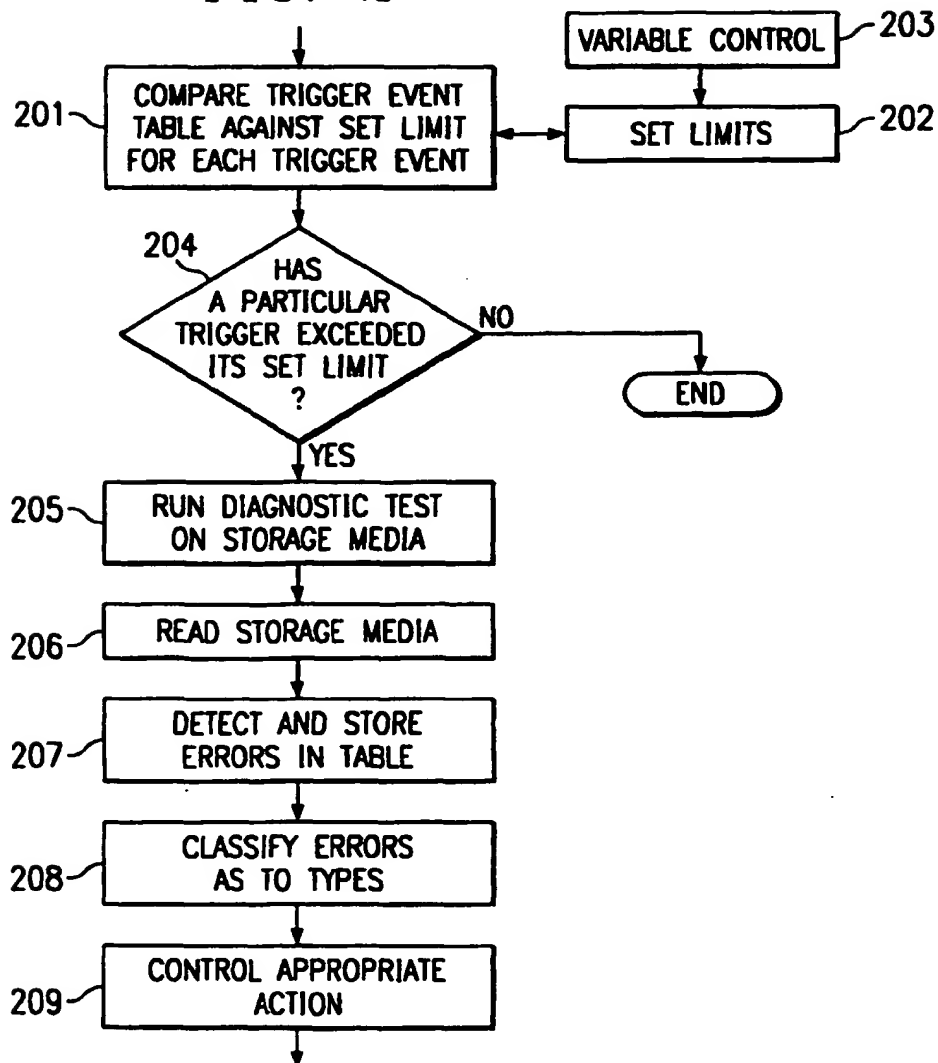 203
VARIABLE CONTROL
201
COMPARE TRIGGER EVENT
TABLE AGAINST SET LIMIT
FOR EACH TRIGGER EVENT
SET LIMITS
202
204
HAS
A PARTICULAR
TRIGGER EXCEEDED
ITS SET LIMIT
?
NO
END
YES
205
RUN DIAGNOSTIC TEST
ON STORAGE MEDIA
206
READ STORAGE MEDIA
207
DETECT AND STORE
ERRORS IN TABLE
208
CLASSIFY ERRORS
AS TO TYPES
209
CONTROL APPROPRIATE
ACTION